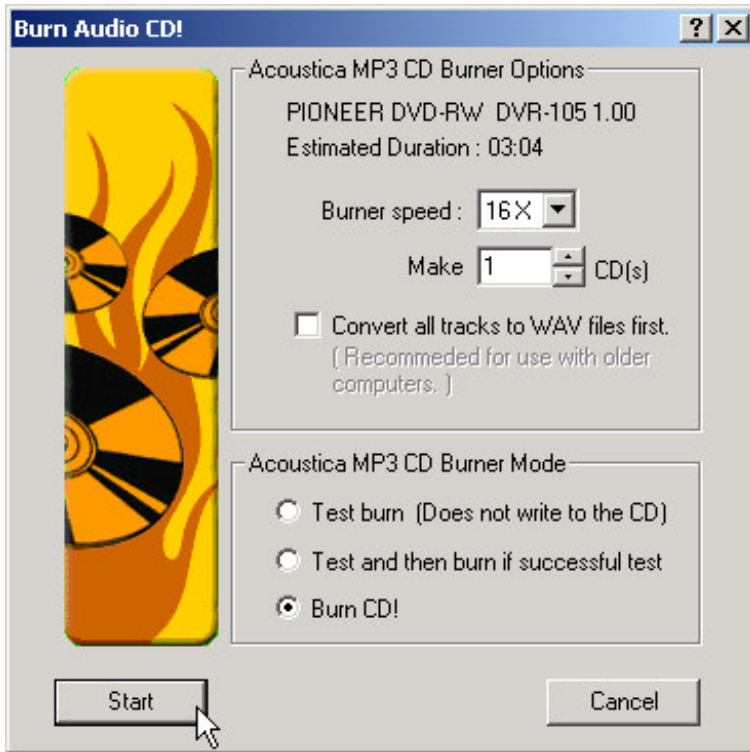 Burn Audio CD!
Acoustica MP3 CD Burner Options
PIONEER DVD-RW DVR-105 1.00
Estimated Duration : 03:04
Burner speed : 16X
Make 1 CD(s)
Convert all tracks to WAV files first.
( Recommeded for use with older
computers. )
Acoustica MP3 CD Burner Mode
Test burn (Does not write to the CD)
Test and then burn if successful test
Burn CD!
Start Cancel